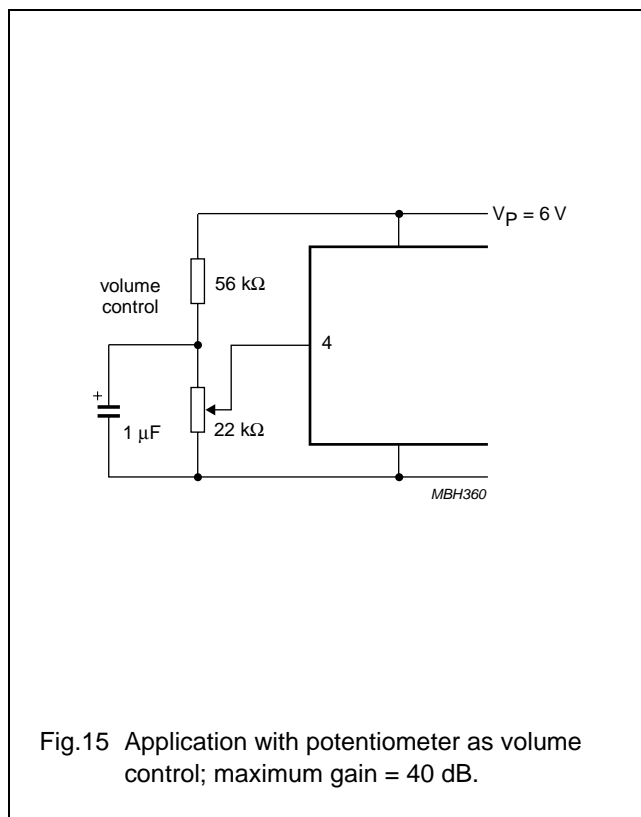 VP = 6 V
56 kΩ
volume
control
4
+
1 μF
22 kΩ
MBH360
Fig.15 Application with potentiometer as volume
control; maximum gain = 40 dB.